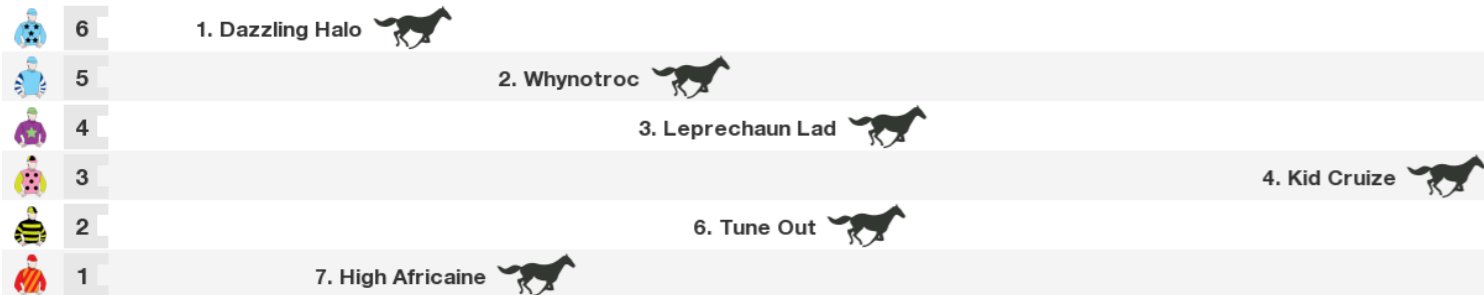 6 1. Dazzling Halo
5 2. Whynotroc
4 3. Leprechaun Lad
3 4. Kid Cruize
2 6. Tune Out
1 7. High Africaine